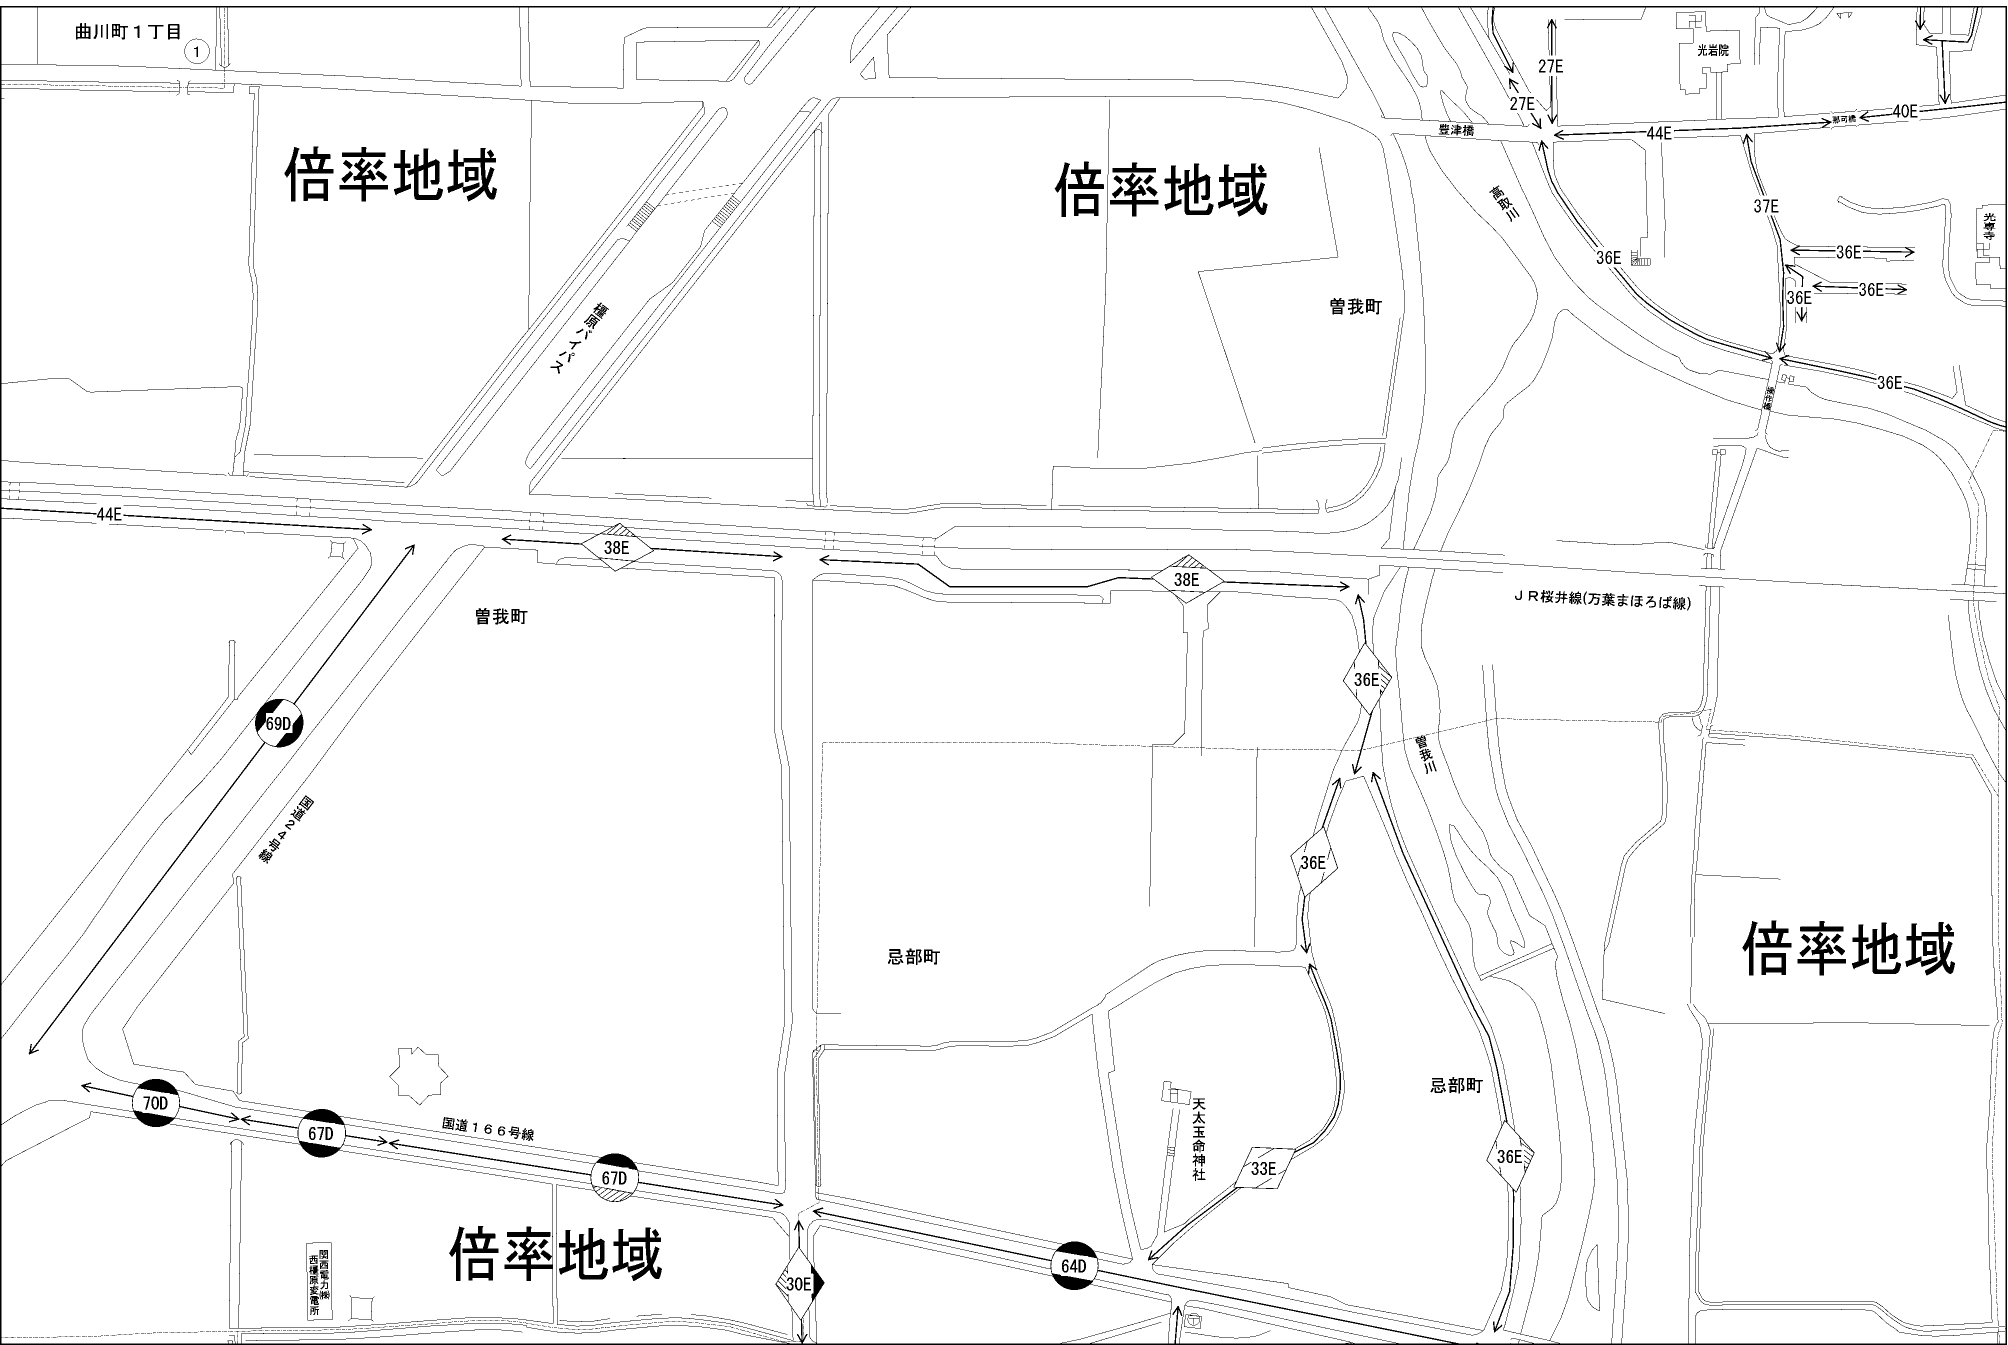 曲川町１丁目
1
光岩院
27E
27E
豊津橋
44E
40E
倍率地域
倍率地域
高取川
37E
光専寺
36E
36E
36E
36E
曽我町
橿原バイパス
36E
44E
38E
38E
ＪＲ桜井線(万葉まほろば線)
曽我町
36E
69D
曽我川
国道２４号線
36E
忌部町
倍率地域
忌部町
70D
67D
国道１６６号線
天太玉命神社
67D
33E
36E
倍率地域
関西電力㈱
西橿原変電所
64D
30E